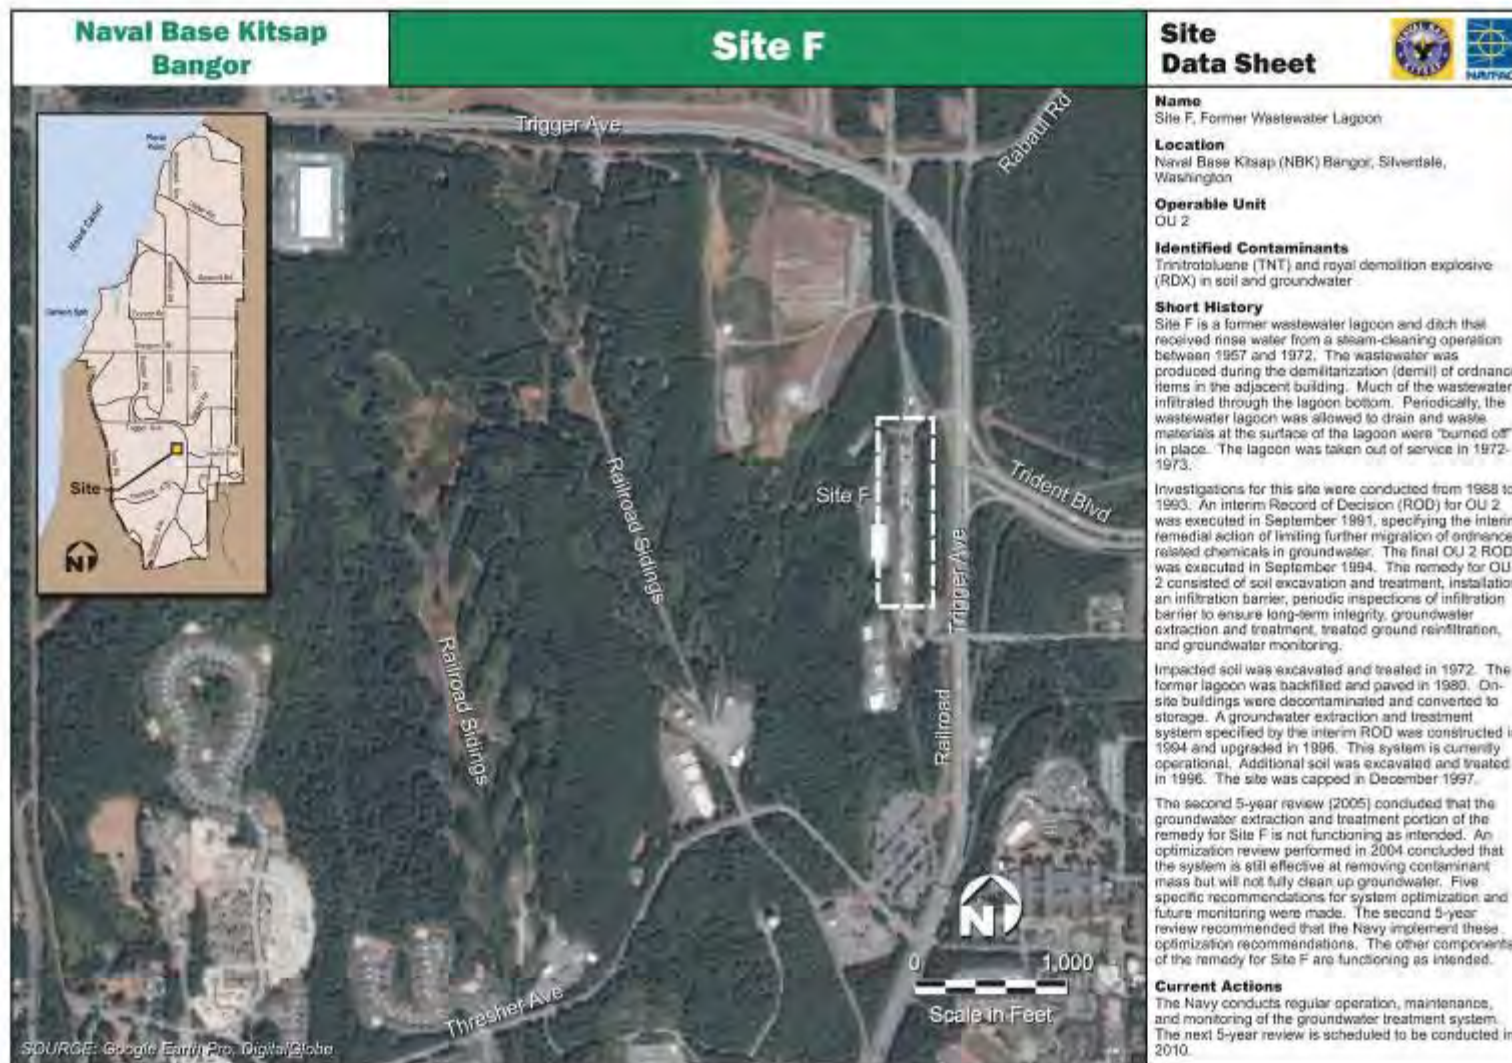 Naval Base Kitsap
Bangor
Site F
Site
Data Sheet
NAVFAC
Trigger Ave
Rabaul Rd
Hood Canal
Trigger Ave
Site
N
Railroad Sidings
Railroad Sidings
Site F
Trident Blvd
Trigger Ave
Railroad
Thresher Ave
N
0 1,000
Scale in Feet
SOURCE: Google Earth Pro, DigitalGlobe
Name
Site F, Former Wastewater Lagoon
Location
Naval Base Kitsap (NBK) Bangor, Silverdale,
Washington
Operable Unit
OU 2
Identified Contaminants
Trinitrotoluene (TNT) and royal demolition explosive
(RDX) in soil and groundwater
Short History
Site F is a former wastewater lagoon and ditch that
received rinse water from a steam-cleaning operation
between 1957 and 1972. The wastewater was
produced during the demilitarization (demil) of ordnanc
items in the adjacent building. Much of the wastewater
infiltrated through the lagoon bottom. Periodically, the
wastewater lagoon was allowed to drain and waste
materials at the surface of the lagoon were "burned off"
in place. The lagoon was taken out of service in 1972-
1973.
Investigations for this site were conducted from 1988 to
1993. An interim Record of Decision (ROD) for OU 2
was executed in September 1991, specifying the interi
remedial action of limiting further migration of ordnance
related chemicals in groundwater. The final OU 2 ROD
was executed in September 1994. The remedy for OU
2 consisted of soil excavation and treatment, installation
an infiltration barrier, periodic inspections of infiltration
barrier to ensure long-term integrity, groundwater
extraction and treatment, treated ground reinfiltration,
and groundwater monitoring.
Impacted soil was excavated and treated in 1972. The
former lagoon was backfilled and paved in 1980. On-
site buildings were decontaminated and converted to
storage. A groundwater extraction and treatment
system specified by the interim ROD was constructed i
1994 and upgraded in 1996. This system is currently
operational. Additional soil was excavated and treated
in 1996. The site was capped in December 1997.
The second 5-year review (2005) concluded that the
groundwater extraction and treatment portion of the
remedy for Site F is not functioning as intended. An
optimization review performed in 2004 concluded that
the system is still effective at removing contaminant
mass but will not fully clean up groundwater. Five
specific recommendations for system optimization and
future monitoring were made. The second 5-year
review recommended that the Navy implement these
optimization recommendations. The other components
of the remedy for Site F are functioning as intended.
Current Actions
The Navy conducts regular operation, maintenance,
and monitoring of the groundwater treatment system.
The next 5-year review is scheduled to be conducted in
2010.